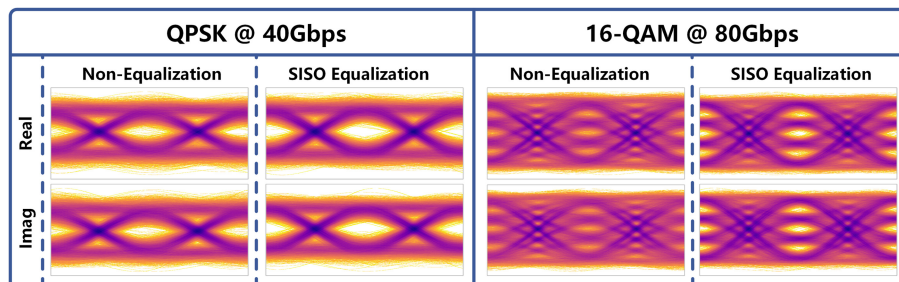 QPSK @ 40Gbps
16-QAM @ 80Gbps
Non-Equalization
SISO Equalization
Non-Equalization
SISO Equalization
Real
Imag